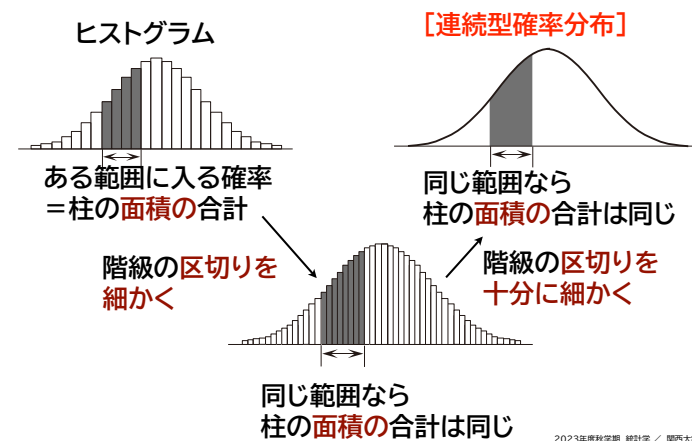 ヒストグラム
[連続型確率分布]
ある範囲に入る確率
＝柱の面積の合計
同じ範囲なら
柱の面積の合計は同じ
階級の区切りを
細かく
階級の区切りを
十分に細かく
同じ範囲なら
柱の面積の合計は同じ
2023年度秋学期 統計学 ／ 関西大